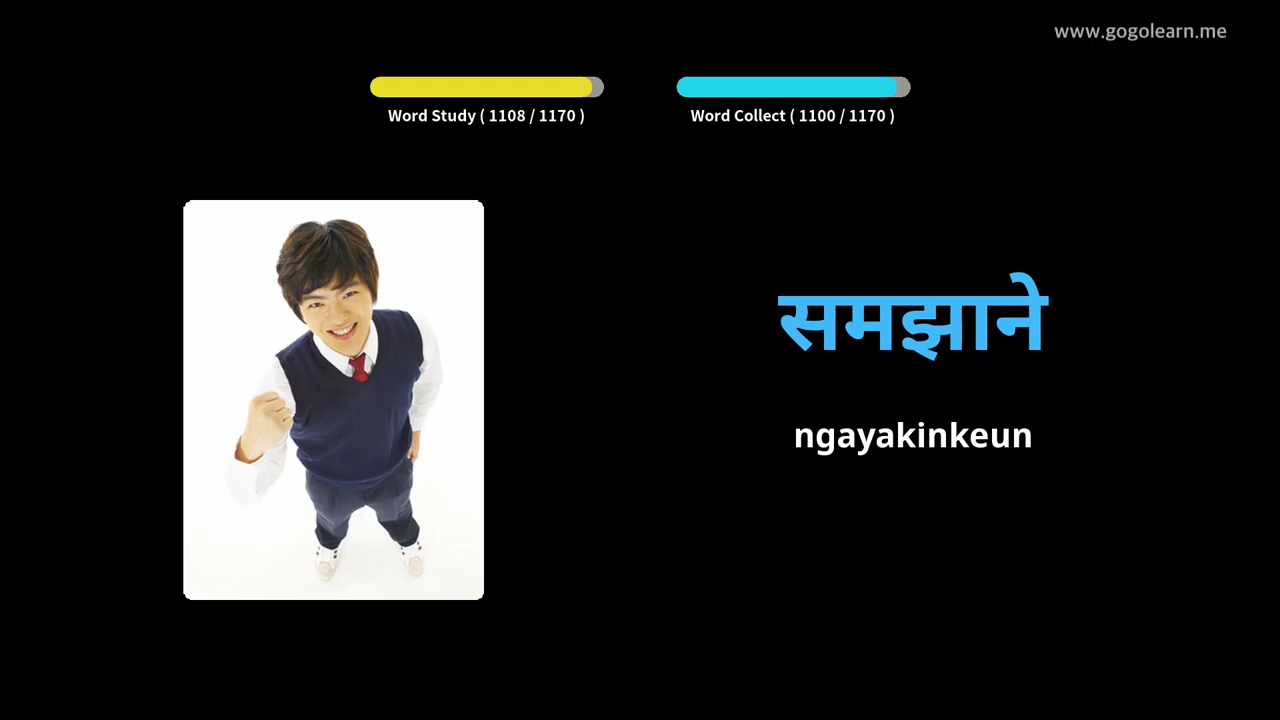 www.gogolearn.me
Word Study ( 1108 / 1170 )
Word Collect ( 1100 / 1170 )
समझाने
ngayakinkeun